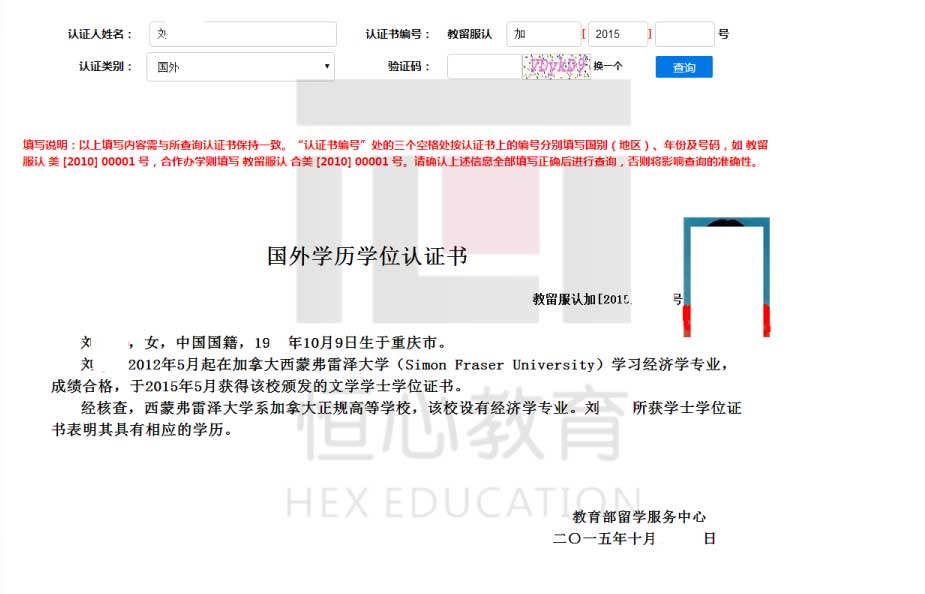 认证人姓名： 刘 认证书编号： 教留服认 加 [ 2015 ] 号
认证类别： 国外 验证码： VDykD9 换一个 查询
填写说明：以上填写内容需与所查询认证书保持一致。“认证书编号”处的三个空格处按认证书上的编号分别填写国别（地区）、年份及号码，如 教留
服认 美 [2010] 00001 号，合作办学则填写 教留服认 合美 [2010] 00001 号。请确认上述信息全部填写正确后进行查询，否则将影响查询的准确性。
国外学历学位认证书
教留服认加[2015 号
刘 ，女，中国国籍，19 年10月9日生于重庆市。
刘 2012年5月起在加拿大西蒙弗雷泽大学（Simon Fraser University）学习经济学专业，
成绩合格，于2015年5月获得该校颁发的文学学士学位证书。
经核查，西蒙弗雷泽大学系加拿大正规高等学校，该校设有经济学专业。刘 所获学士学位证
书表明其具有相应的学历。
恒心教育
HEX EDUCATION
教育部留学服务中心
二〇一五年十月 日